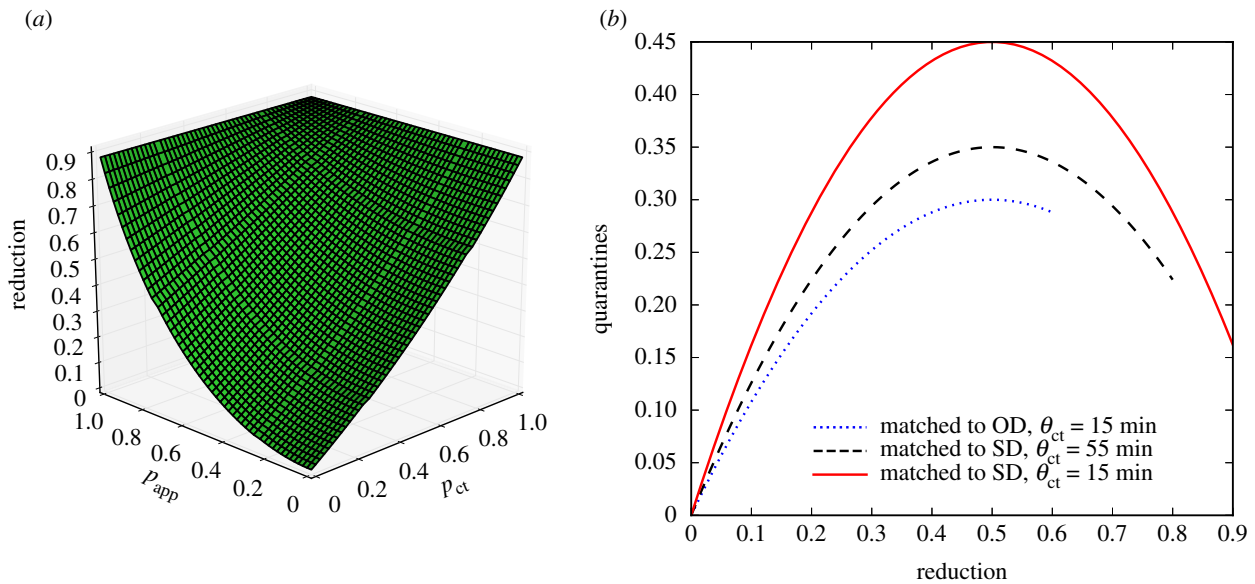 (a)
reduction
0.9
0.8
0.7
0.6
0.5
0.4
0.3
0.2
0.1
0
1.0
0.8
0.6
0.4
0.2
0
p_app
0
0.2
0.4
0.6
0.8
1.0
p_ct
(b)
quarantines
0.45
0.40
0.35
0.30
0.25
0.20
0.15
0.10
0.05
0
matched to OD, θ_ct = 15 min
matched to SD, θ_ct = 55 min
matched to SD, θ_ct = 15 min
0 0.1 0.2 0.3 0.4 0.5 0.6 0.7 0.8 0.9
reduction